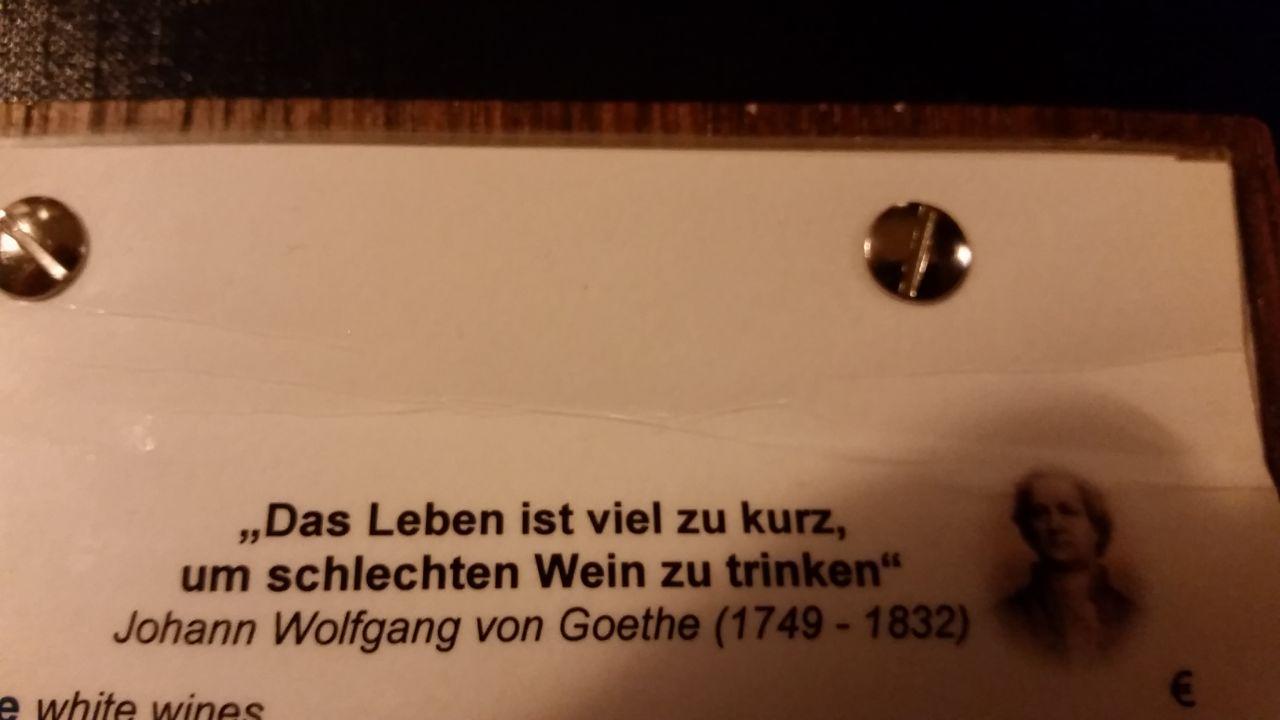 „Das Leben ist viel zu kurz,
um schlechten Wein zu trinken“
Johann Wolfgang von Goethe (1749 - 1832)
€
e white wines